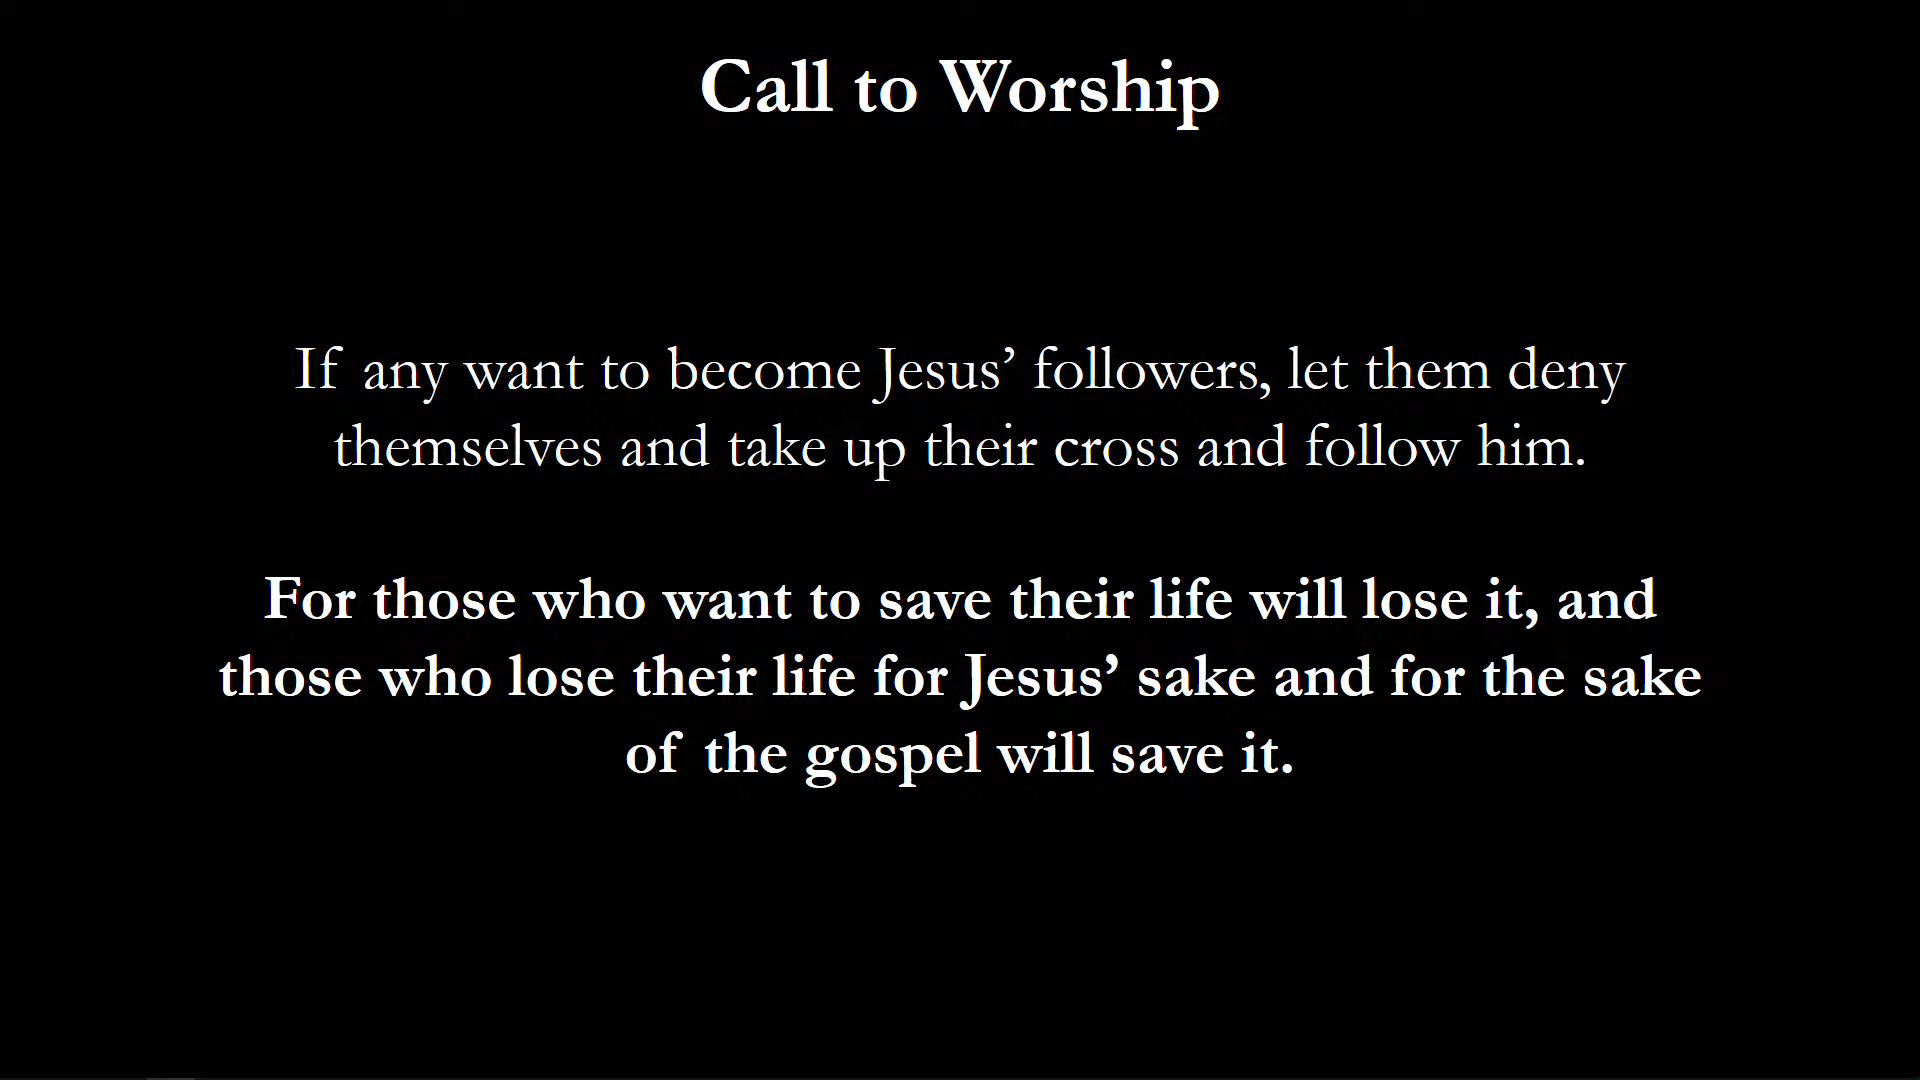 Call to Worship
If any want to become Jesus’ followers, let them deny
themselves and take up their cross and follow him.
For those who want to save their life will lose it, and
those who lose their life for Jesus’ sake and for the sake
of the gospel will save it.